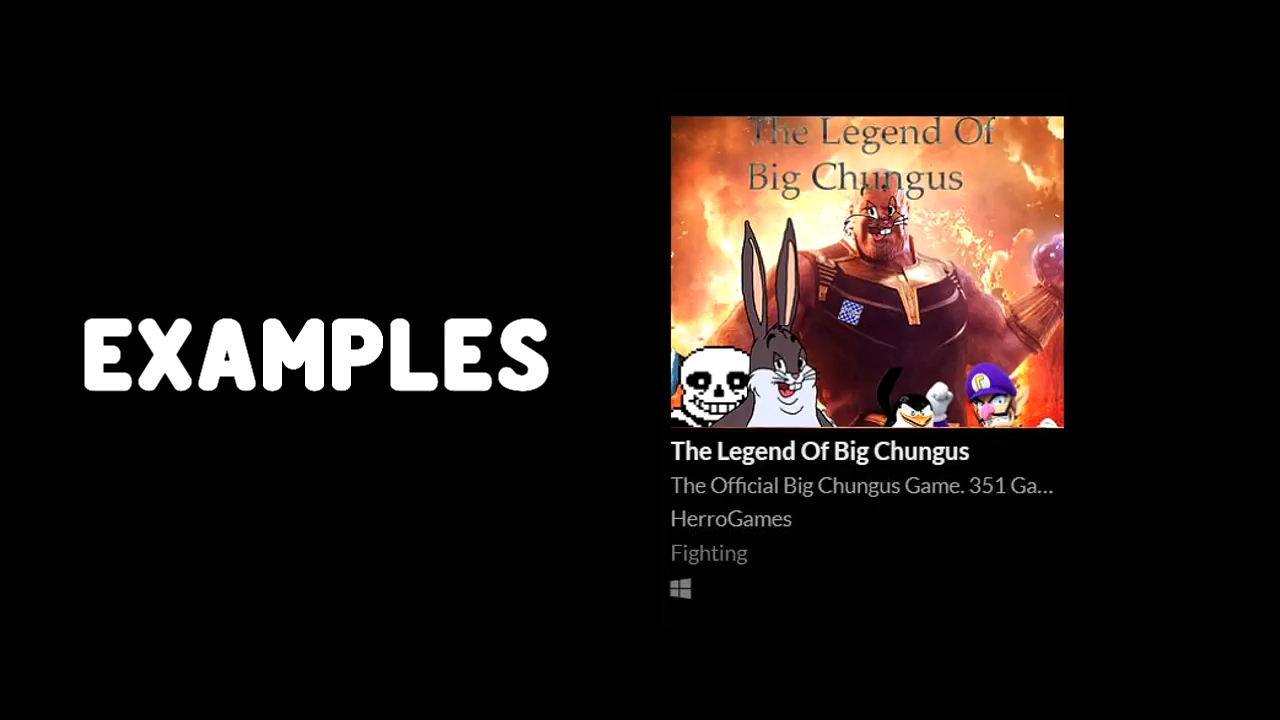 EXAMPLES
The Legend Of
Big Chungus
The Legend Of Big Chungus
The Official Big Chungus Game. 351 Ga...
HerroGames
Fighting